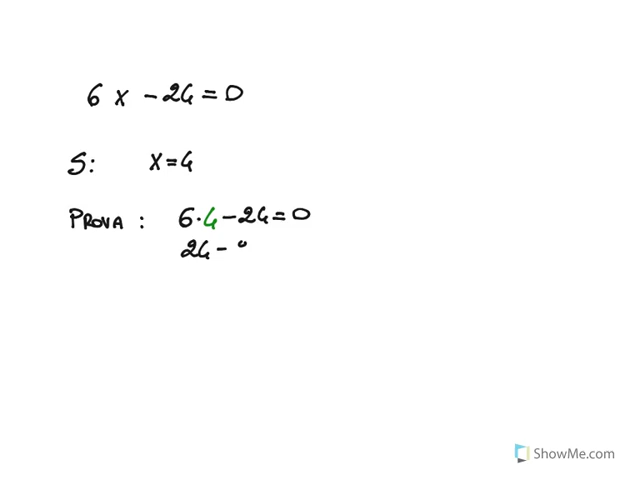 6 x - 24 = 0
S: x = 4
PROVA : 6 · 4 - 24 = 0
24 -
ShowMe.com